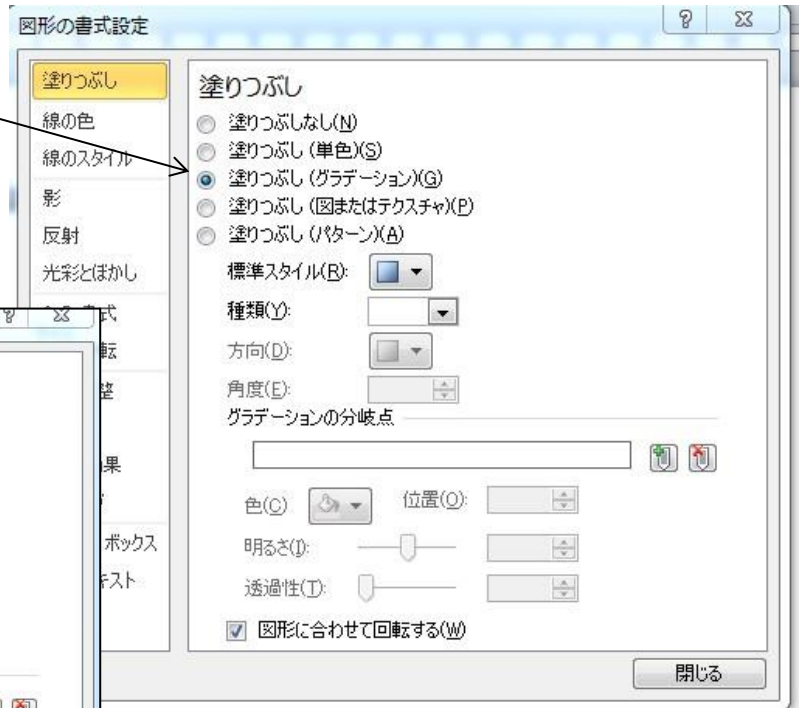 図形の書式設定
塗りつぶし
線の色
線のスタイル
影
反射
光彩とぼかし
書式
転
整
果
ボックス
キスト
塗りつぶし
塗りつぶしなし(N)
塗りつぶし (単色)(S)
塗りつぶし (グラデーション)(G)
塗りつぶし (図またはテクスチャ)(P)
塗りつぶし (パターン)(A)
標準スタイル(R):
種類(Y):
方向(D):
角度(E):
グラデーションの分岐点
色(C) 位置(O):
明るさ(I):
透過性(T):
図形に合わせて回転する(W)
閉じる